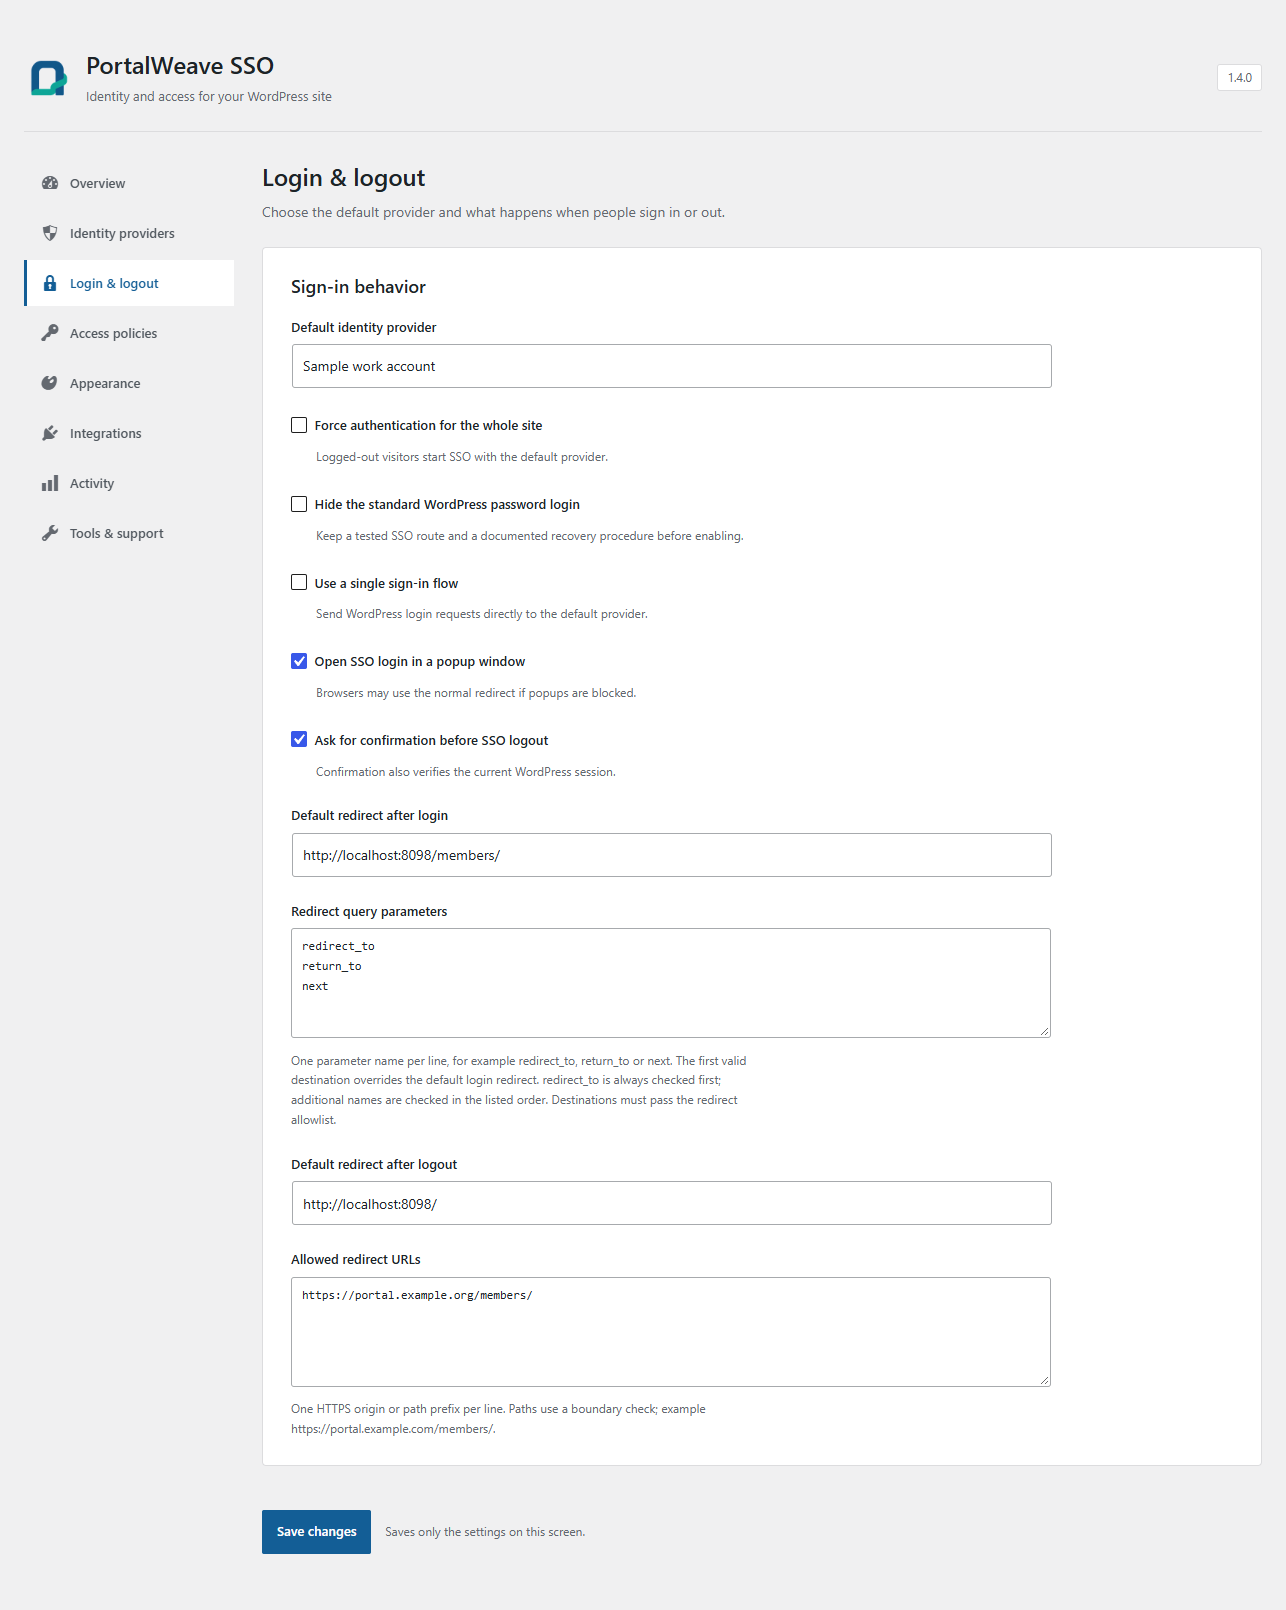 PortalWeave SSO
Identity and access for your WordPress site
1.4.0
Overview
Identity providers
Login & logout
Access policies
Appearance
Integrations
Activity
Tools & support
Login & logout
Choose the default provider and what happens when people sign in or out.
Sign-in behavior
Default identity provider
Sample work account
Force authentication for the whole site
Logged-out visitors start SSO with the default provider.
Hide the standard WordPress password login
Keep a tested SSO route and a documented recovery procedure before enabling.
Use a single sign-in flow
Send WordPress login requests directly to the default provider.
Open SSO login in a popup window
Browsers may use the normal redirect if popups are blocked.
Ask for confirmation before SSO logout
Confirmation also verifies the current WordPress session.
Default redirect after login
http://localhost:8098/members/
Redirect query parameters
redirect_to
return_to
next
One parameter name per line, for example redirect_to, return_to or next. The first valid
destination overrides the default login redirect. redirect_to is always checked first;
additional names are checked in the listed order. Destinations must pass the redirect
allowlist.
Default redirect after logout
http://localhost:8098/
Allowed redirect URLs
https://portal.example.org/members/
One HTTPS origin or path prefix per line. Paths use a boundary check; example
https://portal.example.com/members/.
Save changes
Saves only the settings on this screen.